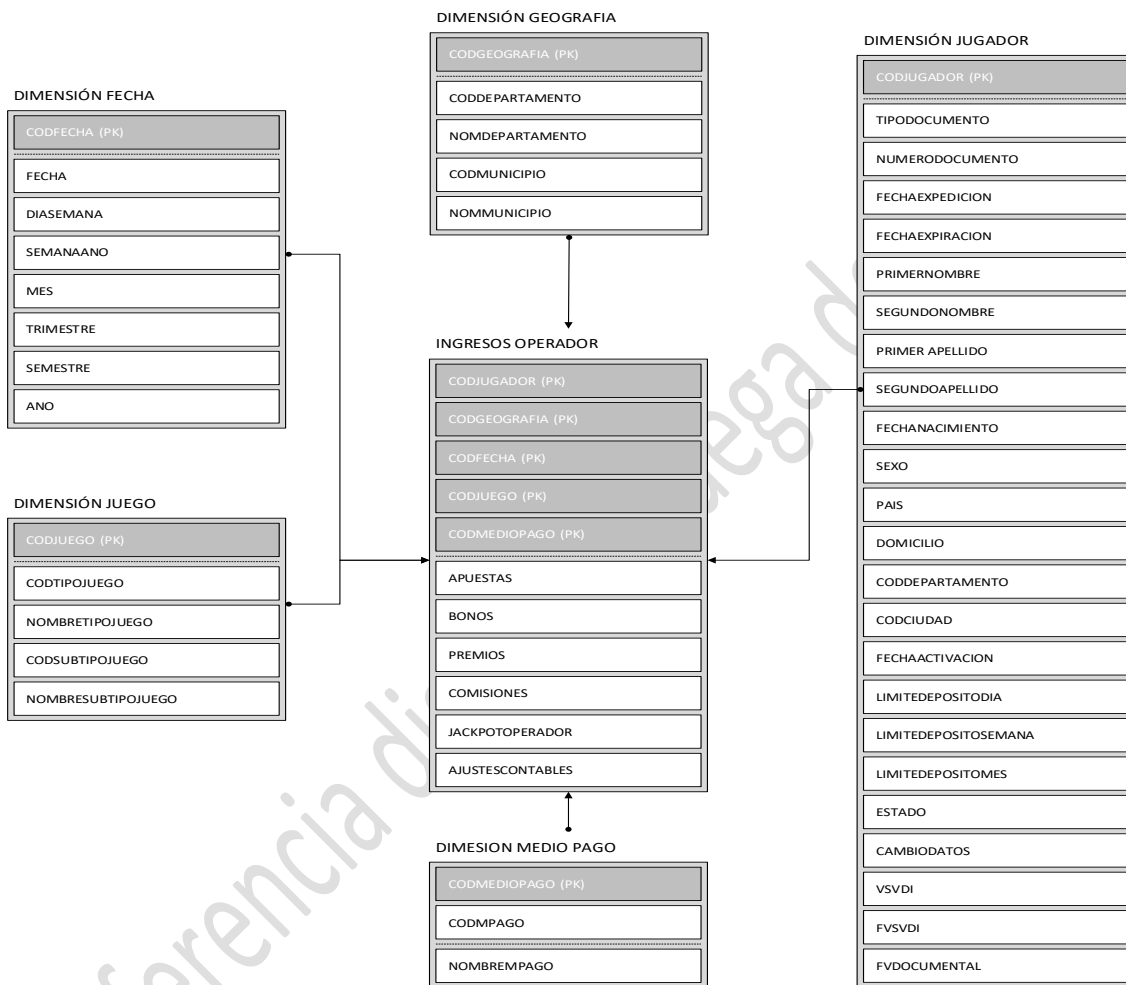 DIMENSIÓN GEOGRAFIA
CODGEOGRAFIA (PK)
CODDEPARTAMENTO
NOMDEPARTAMENTO
CODMUNICIPIO
NOMMUNICIPIO
DIMENSIÓN JUGADOR
CODJUGADOR (PK)
TIPODOCUMENTO
NUMERODOCUMENTO
FECHAEXPEDICION
FECHAEXPIRACION
PRIMERNOMBRE
SEGUNDONOMBRE
PRIMER APELLIDO
SEGUNDOAPELLIDO
FECHANACIMIENTO
SEXO
PAIS
DOMICILIO
CODDEPARTAMENTO
CODCIUDAD
FECHAACTIVACION
LIMITEDEPOSITODIA
LIMITEDEPOSITOSEMANA
LIMITEDEPOSITOMES
ESTADO
CAMBIODATOS
VSVDI
FVSVDI
FVDOCUMENTAL
DIMENSIÓN FECHA
CODFECHA (PK)
FECHA
DIASEMANA
SEMANAANO
MES
TRIMESTRE
SEMESTRE
ANO
INGRESOS OPERADOR
CODJUGADOR (PK)
CODGEOGRAFIA (PK)
CODFECHA (PK)
CODJUEGO (PK)
CODMEDIOPAGO (PK)
APUESTAS
BONOS
PREMIOS
COMISIONES
JACKPOTOPERADOR
AJUSTESCONTABLES
DIMENSIÓN JUEGO
CODJUEGO (PK)
CODTIPOJUEGO
NOMBRETIPOJUEGO
CODSUBTIPOJUEGO
NOMBRESUBTIPOJUEGO
DIMESION MEDIO PAGO
CODMEDIOPAGO (PK)
CODMPAGO
NOMBREMPAGO